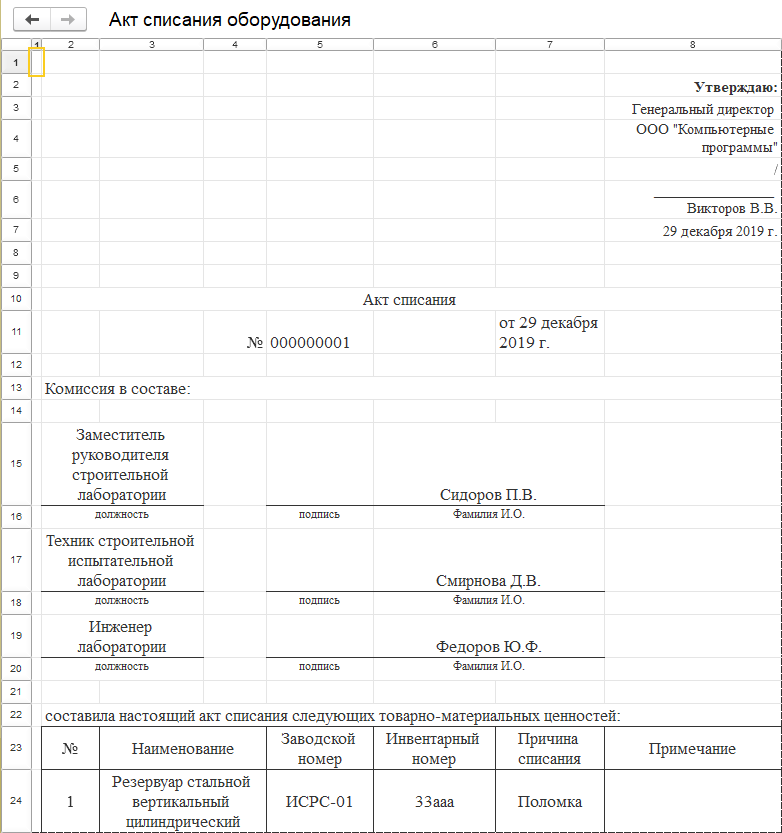 Акт списания оборудования
1 2 3 4 5 6 7 8
1
2 Утверждаю:
3 Генеральный директор
4 ООО "Компьютерные
программы"
5 /
6 Викторов В.В.
7 29 декабря 2019 г.
8
9
10 Акт списания
11 № 000000001 от 29 декабря
2019 г.
12
13 Комиссия в составе:
14
15 Заместитель
руководителя
строительной
лаборатории Сидоров П.В.
16 должность подпись Фамилия И.О.
17 Техник строительной
испытательной
лаборатории Смирнова Д.В.
18 должность подпись Фамилия И.О.
19 Инженер
лаборатории Федоров Ю.Ф.
20 должность подпись Фамилия И.О.
21
22 составила настоящий акт списания следующих товарно-материальных ценностей:
23 № Наименование Заводской номер Инвентарный номер Причина списания Примечание
24 1 Резервуар стальной вертикальный цилиндрический ИСРС-01 33ааа Поломка